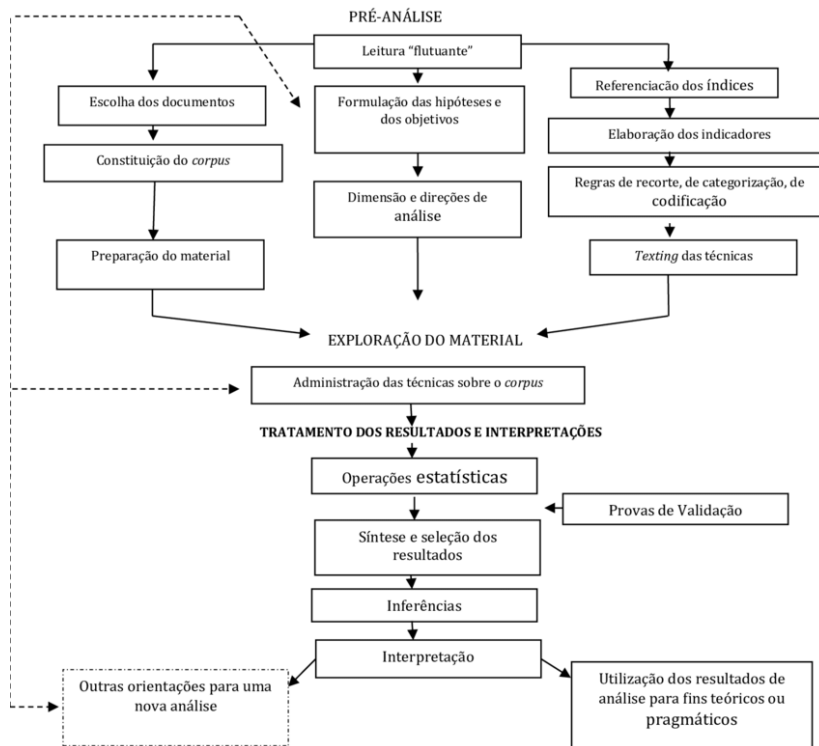 PRÉ-ANÁLISE
Leitura “flutuante”
Escolha dos documentos
Formulação das hipóteses e
dos objetivos
Referenciacão dos índices
Elaboração dos indicadores
Constituição do corpus
Regras de recorte, de categorização, de
codificação
Dimensão e direções de
análise
Preparação do material
Texting das técnicas
EXPLORAÇÃO DO MATERIAL
Administração das técnicas sobre o corpus
TRATAMENTO DOS RESULTADOS E INTERPRETAÇÕES
Operações estatísticas
Provas de Validação
Síntese e seleção dos
resultados
Inferências
Interpretação
Outras orientações para uma
nova análise
Utilização dos resultados de
análise para fins teóricos ou
pragmáticos